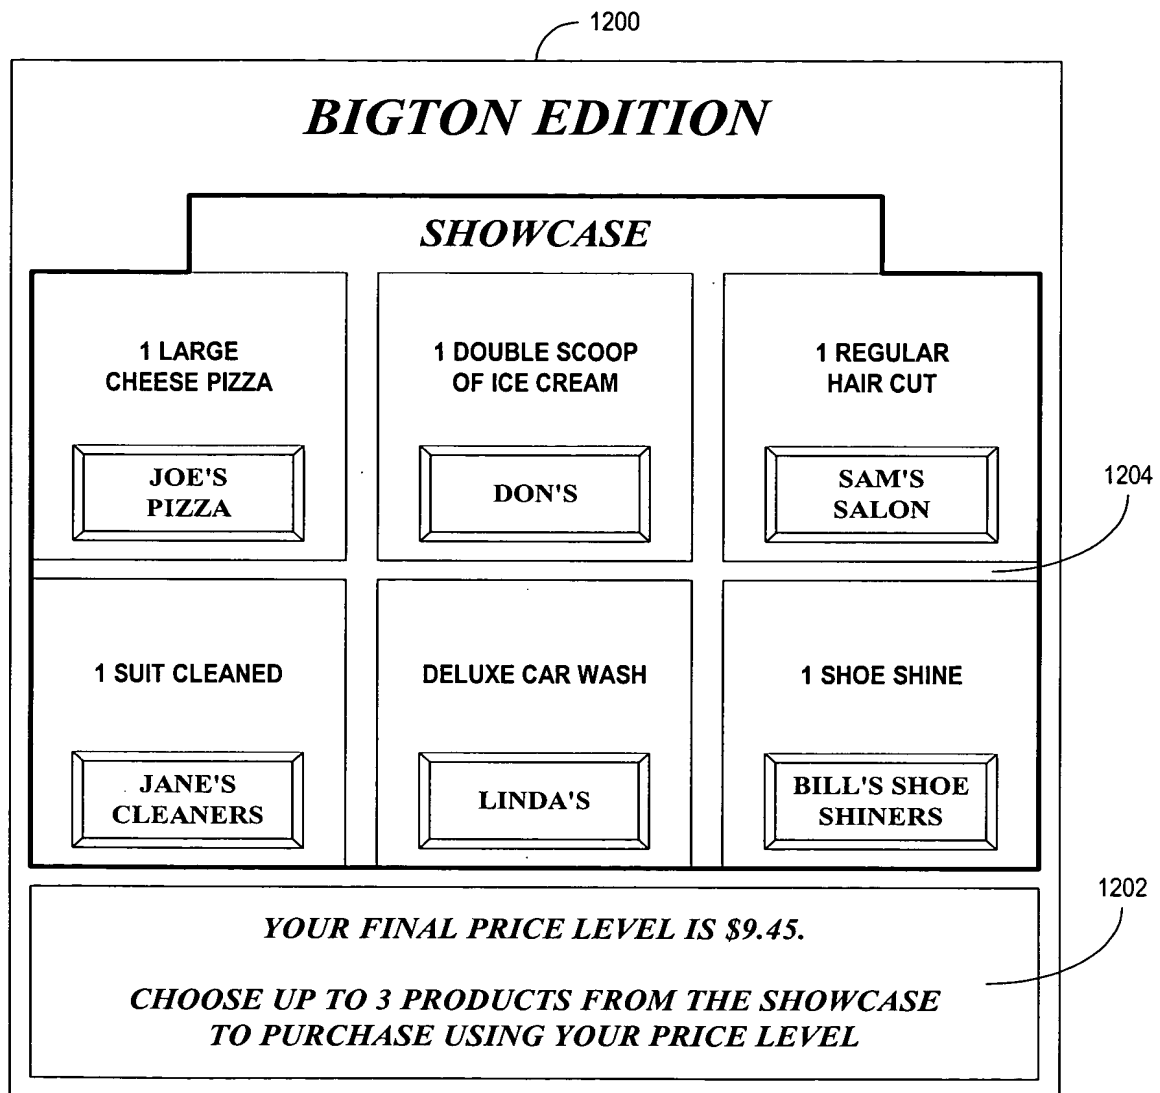 1200
BIGTON EDITION
SHOWCASE
1 LARGE
CHEESE PIZZA
JOE'S
PIZZA
1 DOUBLE SCOOP
OF ICE CREAM
DON'S
1 REGULAR
HAIR CUT
SAM'S
SALON
1204
1 SUIT CLEANED
JANE'S
CLEANERS
DELUXE CAR WASH
LINDA'S
1 SHOE SHINE
BILL'S SHOE
SHINERS
1202
YOUR FINAL PRICE LEVEL IS $9.45.
CHOOSE UP TO 3 PRODUCTS FROM THE SHOWCASE
TO PURCHASE USING YOUR PRICE LEVEL